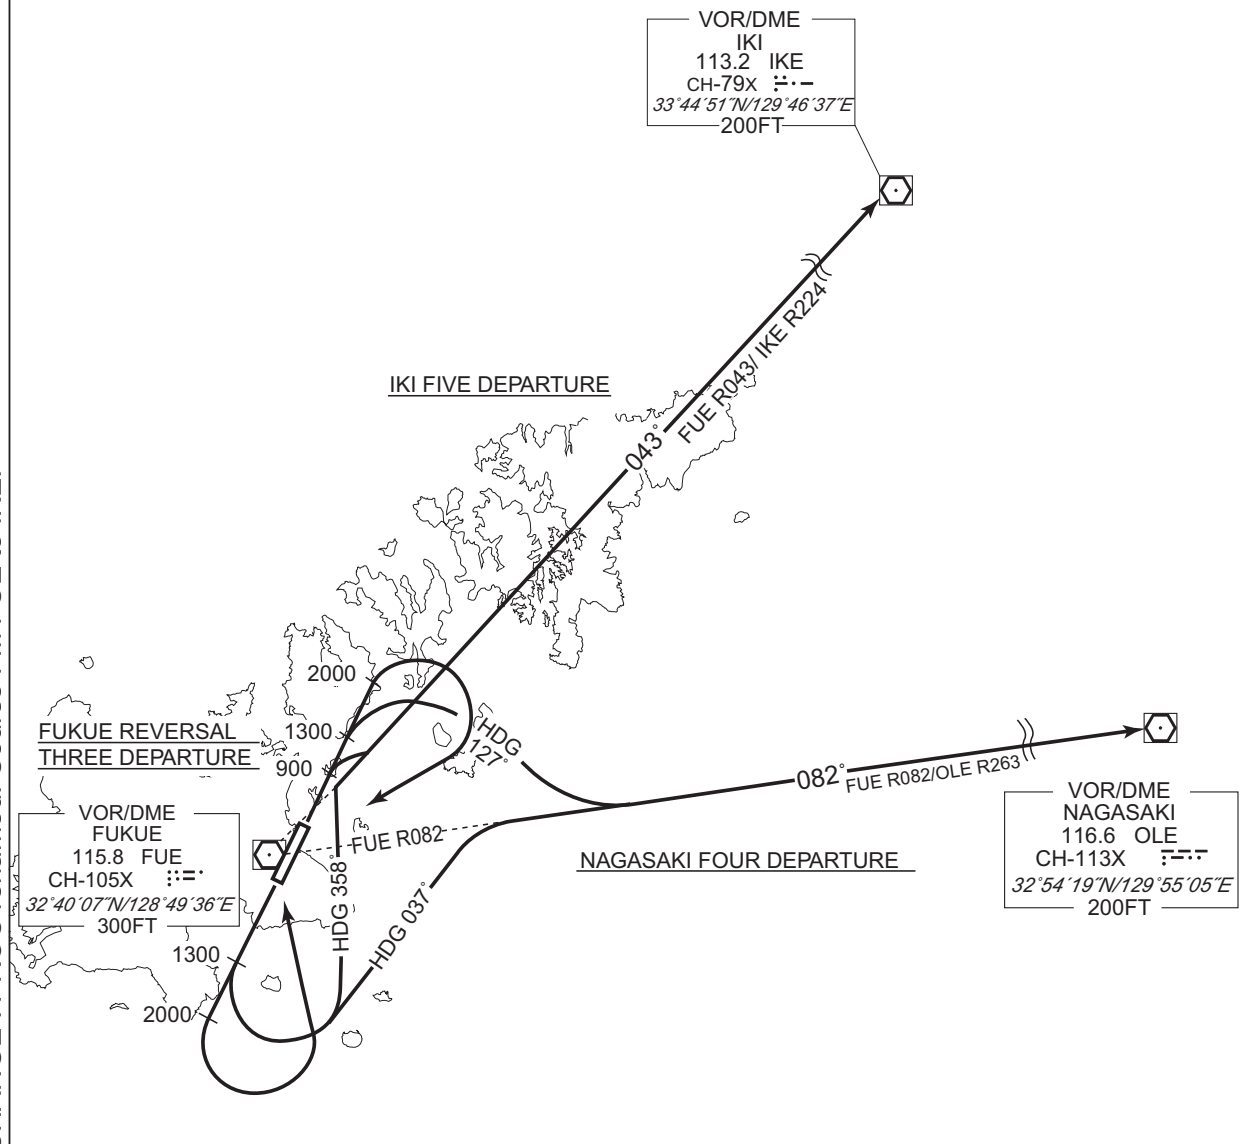 VOR/DME
IKI
113.2 IKE
CH-79X
33°44′51″N/129°46′37″E
200FT
FUE R043/ IKE R224
043°
IKI FIVE DEPARTURE
2000
1300
900
FUKUE REVERSAL
THREE DEPARTURE
HDG
127°
082°
FUE R082/OLE R263
VOR/DME
FUKUE
115.8 FUE
CH-105X
32°40′07″N/128°49′36″E
300FT
FUE R082
NAGASAKI FOUR DEPARTURE
VOR/DME
NAGASAKI
116.6 OLE
CH-113X
32°54′19″N/129°55′05″E
200FT
HDG 358°
HDG 037°
1300
2000